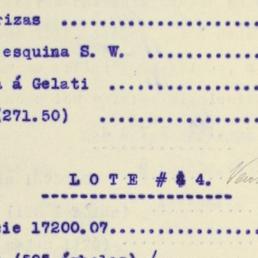 rizas ............
esquina S. W. ....
á Gelati .....
(271.50) .........
L O T E # 4.
cie 17200.07...........